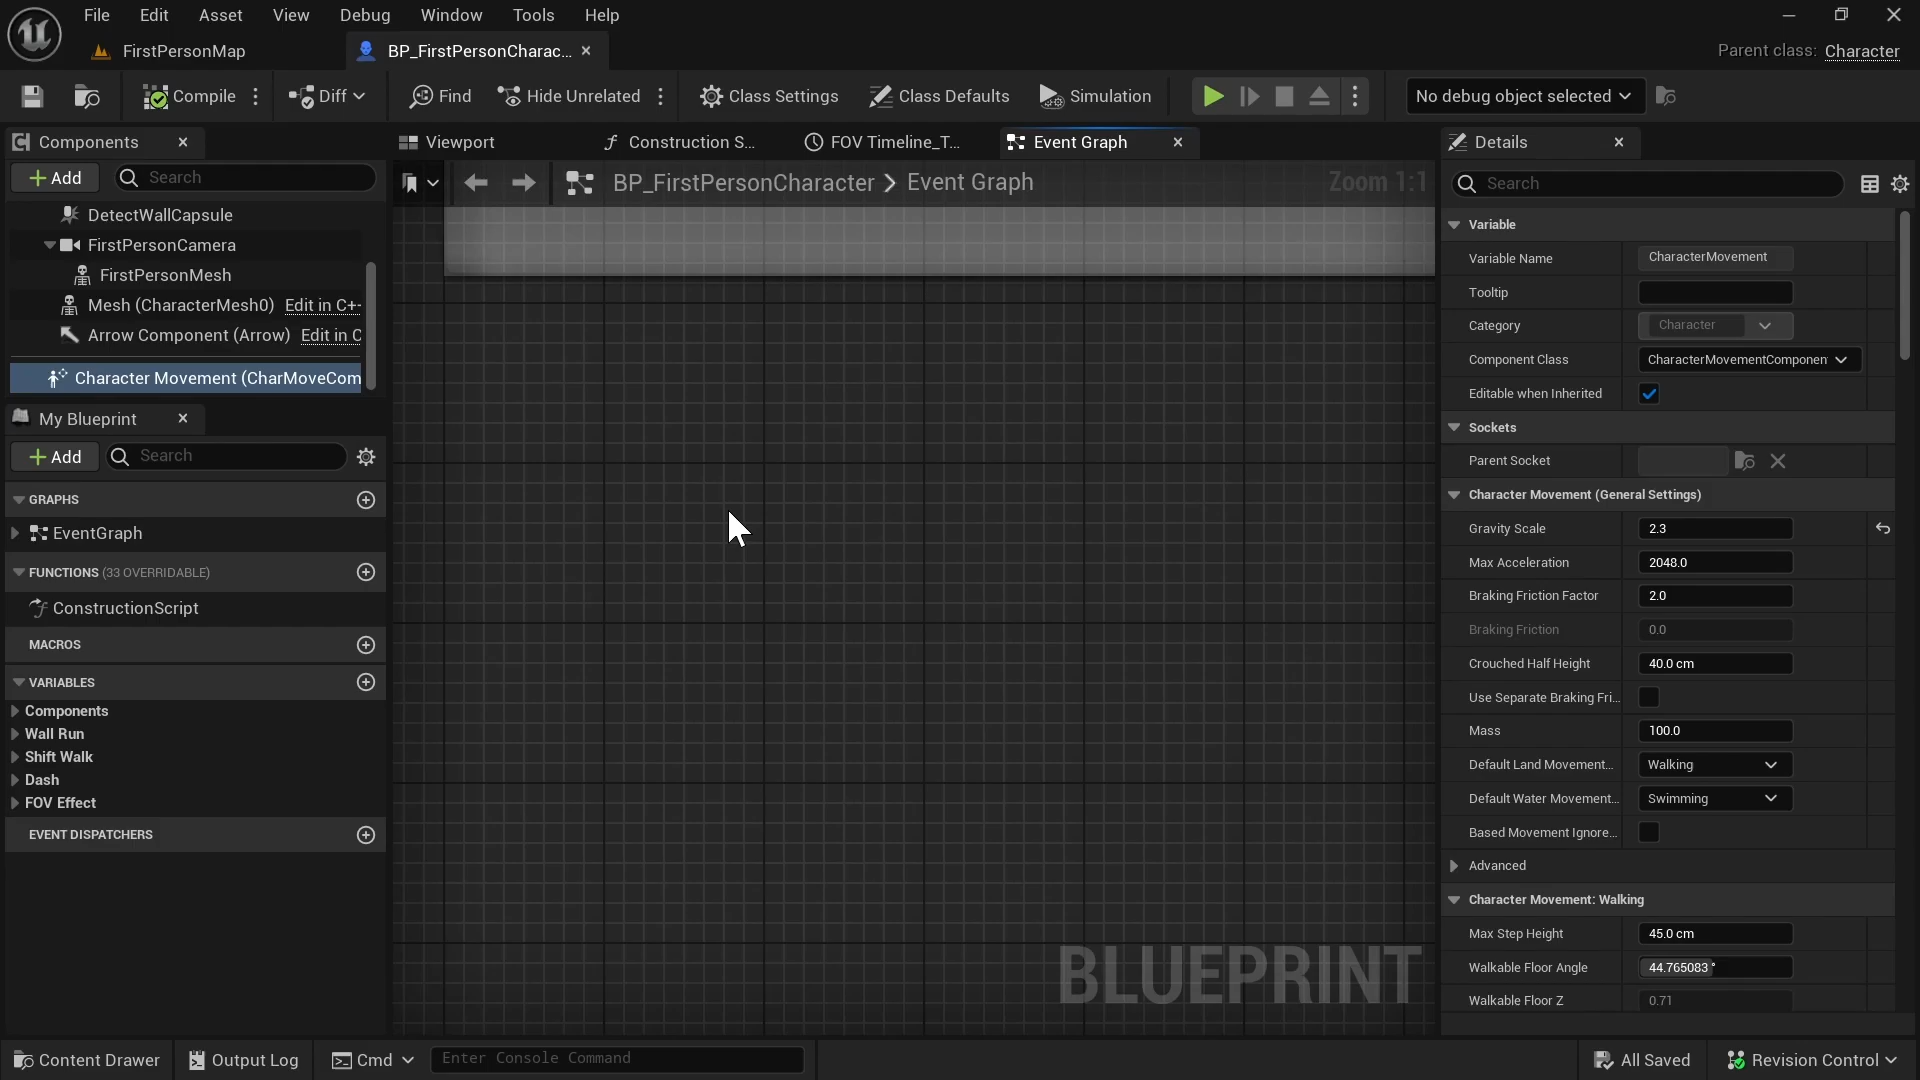 File Edit Asset View Debug Window Tools Help
FirstPersonMap
BP_FirstPersonCharac...
Parent class: Character
Compile
Diff
Find
Hide Unrelated
Class Settings
Class Defaults
Simulation
No debug object selected
Components
Viewport
Construction S...
FOV Timeline_T...
Event Graph
Details
Add
Search
BP_FirstPersonCharacter > Event Graph
Zoom 1:1
Search
DetectWallCapsule
FirstPersonCamera
FirstPersonMesh
Mesh (CharacterMesh0) Edit in C+
Arrow Component (Arrow) Edit in C
Character Movement (CharMoveCom
My Blueprint
Add
Search
GRAPHS
EventGraph
FUNCTIONS (33 OVERRIDABLE)
ConstructionScript
MACROS
VARIABLES
Components
Wall Run
Shift Walk
Dash
FOV Effect
EVENT DISPATCHERS
BLUEPRINT
Variable
Variable Name CharacterMovement
Tooltip
Category Character
Component Class CharacterMovementComponen
Editable when Inherited
Sockets
Parent Socket
Character Movement (General Settings)
Gravity Scale 2.3
Max Acceleration 2048.0
Braking Friction Factor 2.0
Braking Friction 0.0
Crouched Half Height 40.0 cm
Use Separate Braking Fri...
Mass 100.0
Default Land Movement... Walking
Default Water Movement... Swimming
Based Movement Ignore...
Advanced
Character Movement: Walking
Max Step Height 45.0 cm
Walkable Floor Angle 44.765083 °
Walkable Floor Z 0.71
Content Drawer
Output Log
Cmd
Enter Console Command
All Saved
Revision Control